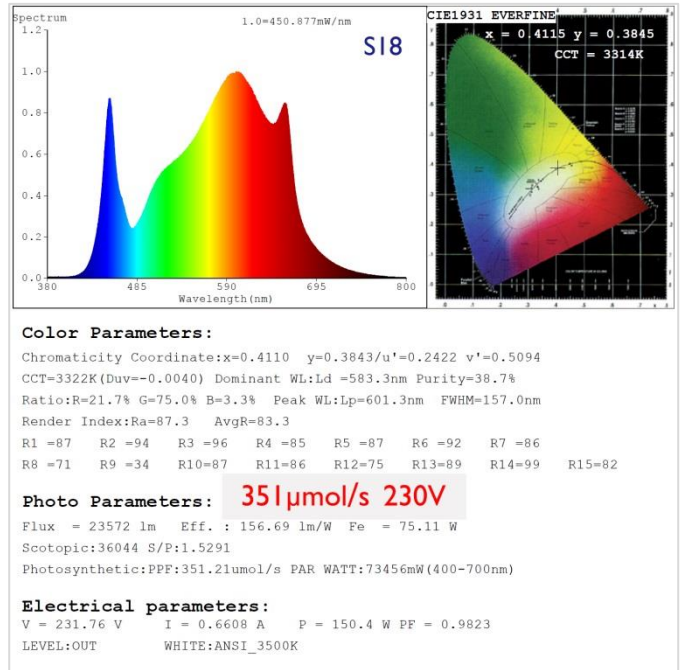 Spectrum
1.0=450.877mW/nm
S18
1.2
1.0
0.8
0.6
0.4
0.2
0.0
380 485 590 695 800
Wavelength(nm)
CIE1931 EVERFINE
x = 0.4115 y = 0.3845
CCT = 3314K
Color Parameters:
Chromaticity Coordinate:x=0.4110 y=0.3843/u'=0.2422 v'=0.5094
CCT=3322K(Duv=-0.0040) Dominant WL:Ld =583.3nm Purity=38.7%
Ratio:R=21.7% G=75.0% B=3.3% Peak WL:Lp=601.3nm FWHM=157.0nm
Render Index:Ra=87.3 AvgR=83.3
R1 =87 R2 =94 R3 =96 R4 =85 R5 =87 R6 =92 R7 =86
R8 =71 R9 =34 R10=87 R11=86 R12=75 R13=89 R14=99 R15=82
Photo Parameters: 351µmol/s 230V
Flux = 23572 lm Eff. : 156.69 lm/W Fe = 75.11 W
Scotopic:36044 S/P:1.5291
Photosynthetic:PPF:351.21umol/s PAR WATT:73456mW(400-700nm)
Electrical parameters:
V = 231.76 V I = 0.6608 A P = 150.4 W PF = 0.9823
LEVEL:OUT WHITE:ANSI_3500K